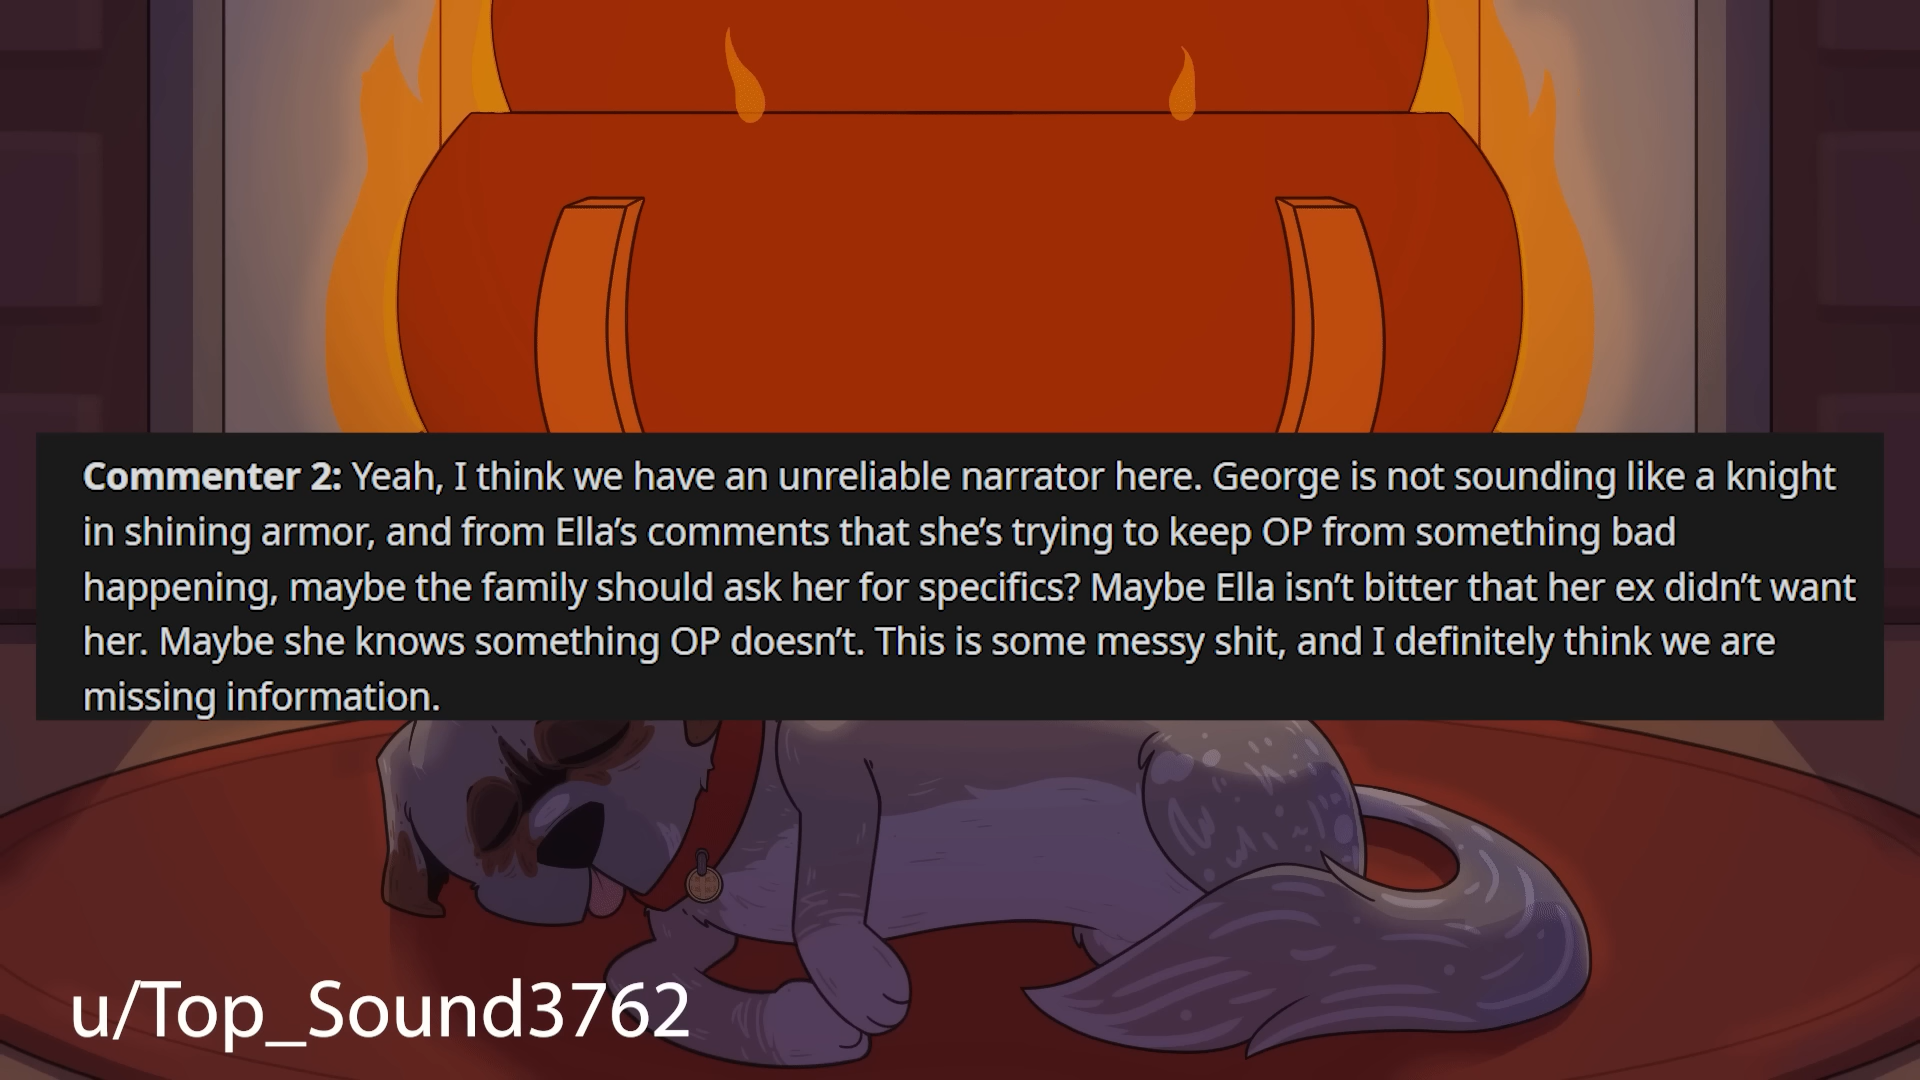 Commenter 2: Yeah, I think we have an unreliable narrator here. George is not sounding like a knight
in shining armor, and from Ella’s comments that she’s trying to keep OP from something bad
happening, maybe the family should ask her for specifics? Maybe Ella isn’t bitter that her ex didn’t want
her. Maybe she knows something OP doesn’t. This is some messy shit, and I definitely think we are
missing information.
u/Top_Sound3762